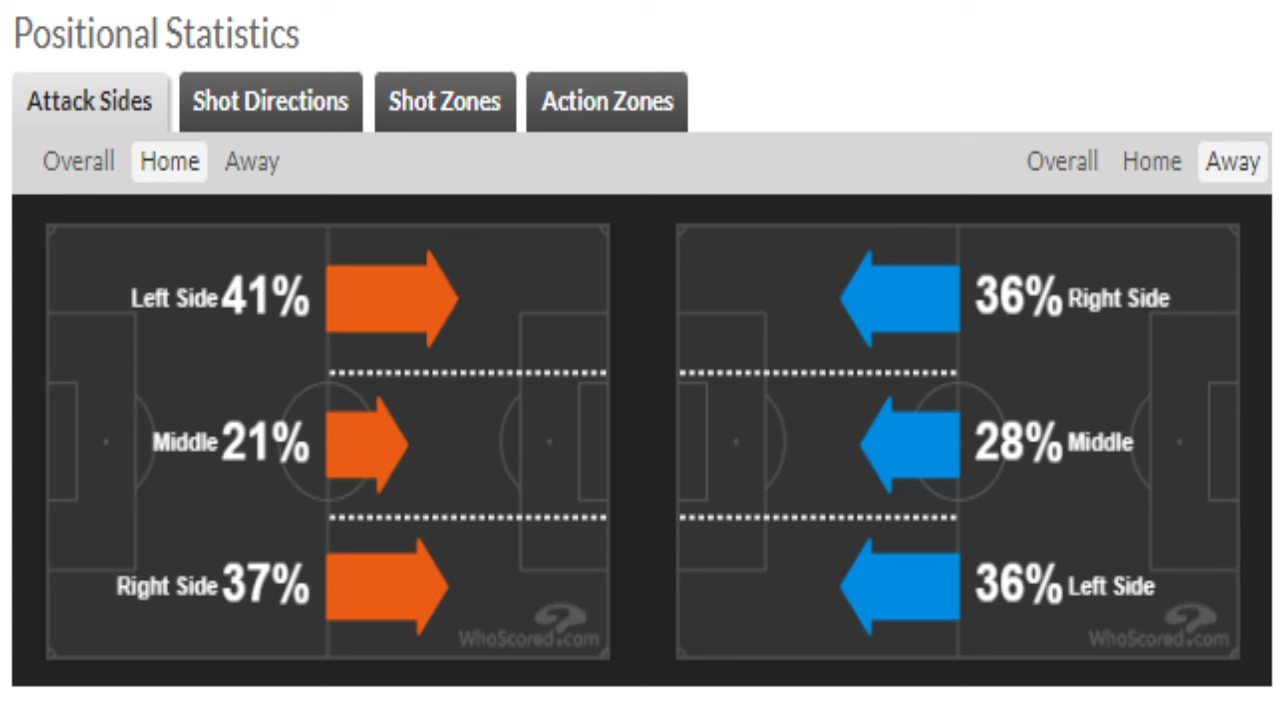 Positional Statistics
Attack Sides Shot Directions Shot Zones Action Zones
Overall Home Away Overall Home Away
Left Side 41% 36% Right Side
Middle 21% 28% Middle
Right Side 37% 36% Left Side
WhoScored.com WhoScored.com